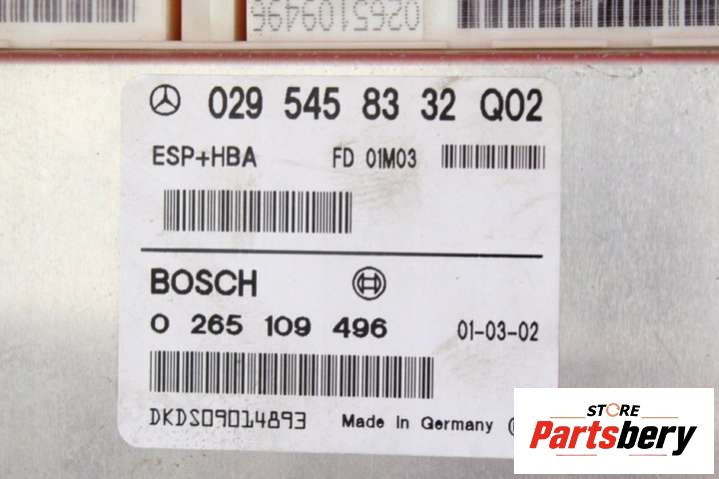 0265109496
029 545 83 32 Q02
ESP+HBA FD 01M03
BOSCH
0 265 109 496 01-03-02
DKDS09014893 Made In Germany
STORE
Partsbery